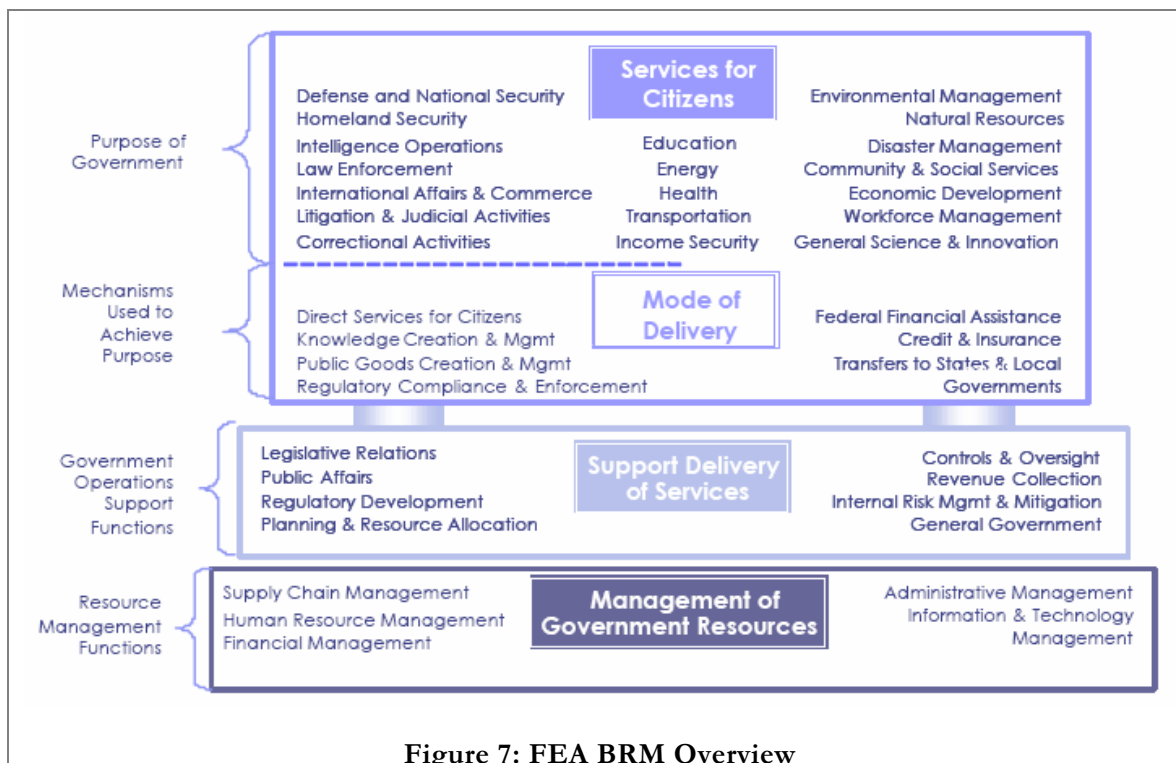 Purpose of
Government
Services for
Citizens
Defense and National Security
Homeland Security
Intelligence Operations
Law Enforcement
International Affairs & Commerce
Litigation & Judicial Activities
Correctional Activities
Education
Energy
Health
Transportation
Income Security
Environmental Management
Natural Resources
Disaster Management
Community & Social Services
Economic Development
Workforce Management
General Science & Innovation
Mechanisms
Used to
Achieve
Purpose
Mode of
Delivery
Direct Services for Citizens
Knowledge Creation & Mgmt
Public Goods Creation & Mgmt
Regulatory Compliance & Enforcement
Federal Financial Assistance
Credit & Insurance
Transfers to States & Local
Governments
Government
Operations
Support
Functions
Legislative Relations
Public Affairs
Regulatory Development
Planning & Resource Allocation
Support Delivery
of Services
Controls & Oversight
Revenue Collection
Internal Risk Mgmt & Mitigation
General Government
Resource
Management
Functions
Supply Chain Management
Human Resource Management
Financial Management
Management of
Government Resources
Administrative Management
Information & Technology
Management
Figure 7: FEA BRM Overview